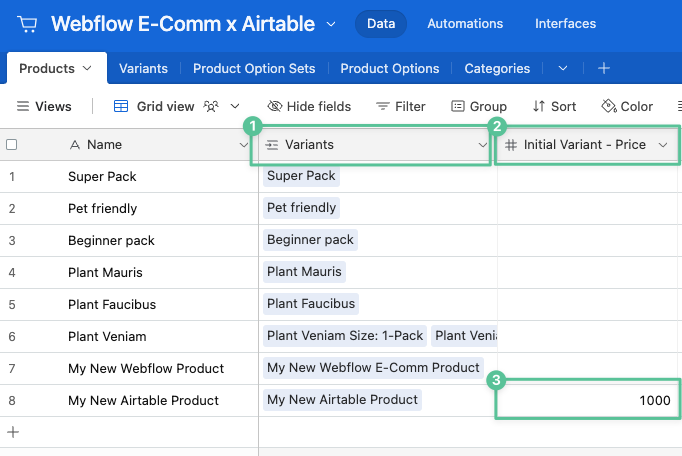 Webflow E-Comm x Airtable Data Automations Interfaces
Products Variants Product Option Sets Product Options Categories
Views Grid view Hide fields Filter Group Sort Color
1 2
Name Variants Initial Variant - Price
1 Super Pack Super Pack
2 Pet friendly Pet friendly
3 Beginner pack Beginner pack
4 Plant Mauris Plant Mauris
5 Plant Faucibus Plant Faucibus
6 Plant Veniam Plant Veniam Size: 1-Pack Plant Veni
7 My New Webflow Product My New Webflow E-Comm Product
3
8 My New Airtable Product My New Airtable Product 1000